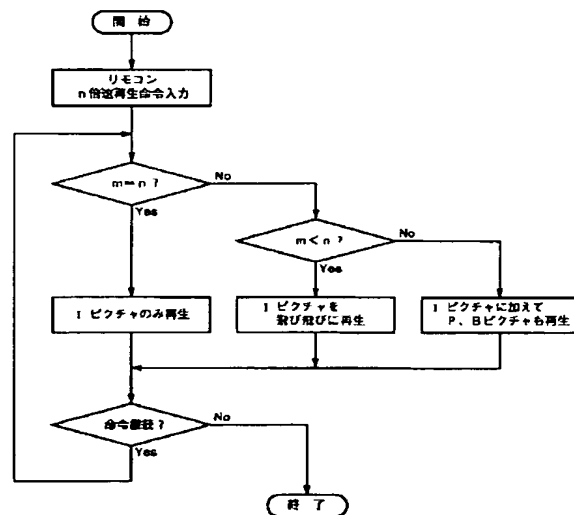 開 始
リモコン
n倍速再生命令入力
m=n ?
No
Yes
m<n ?
No
Yes
I ピクチャのみ再生
I ピクチャを
飛び飛びに再生
I ピクチャに加えて
P、Bピクチャも再生
命令継続?
No
Yes
終 了